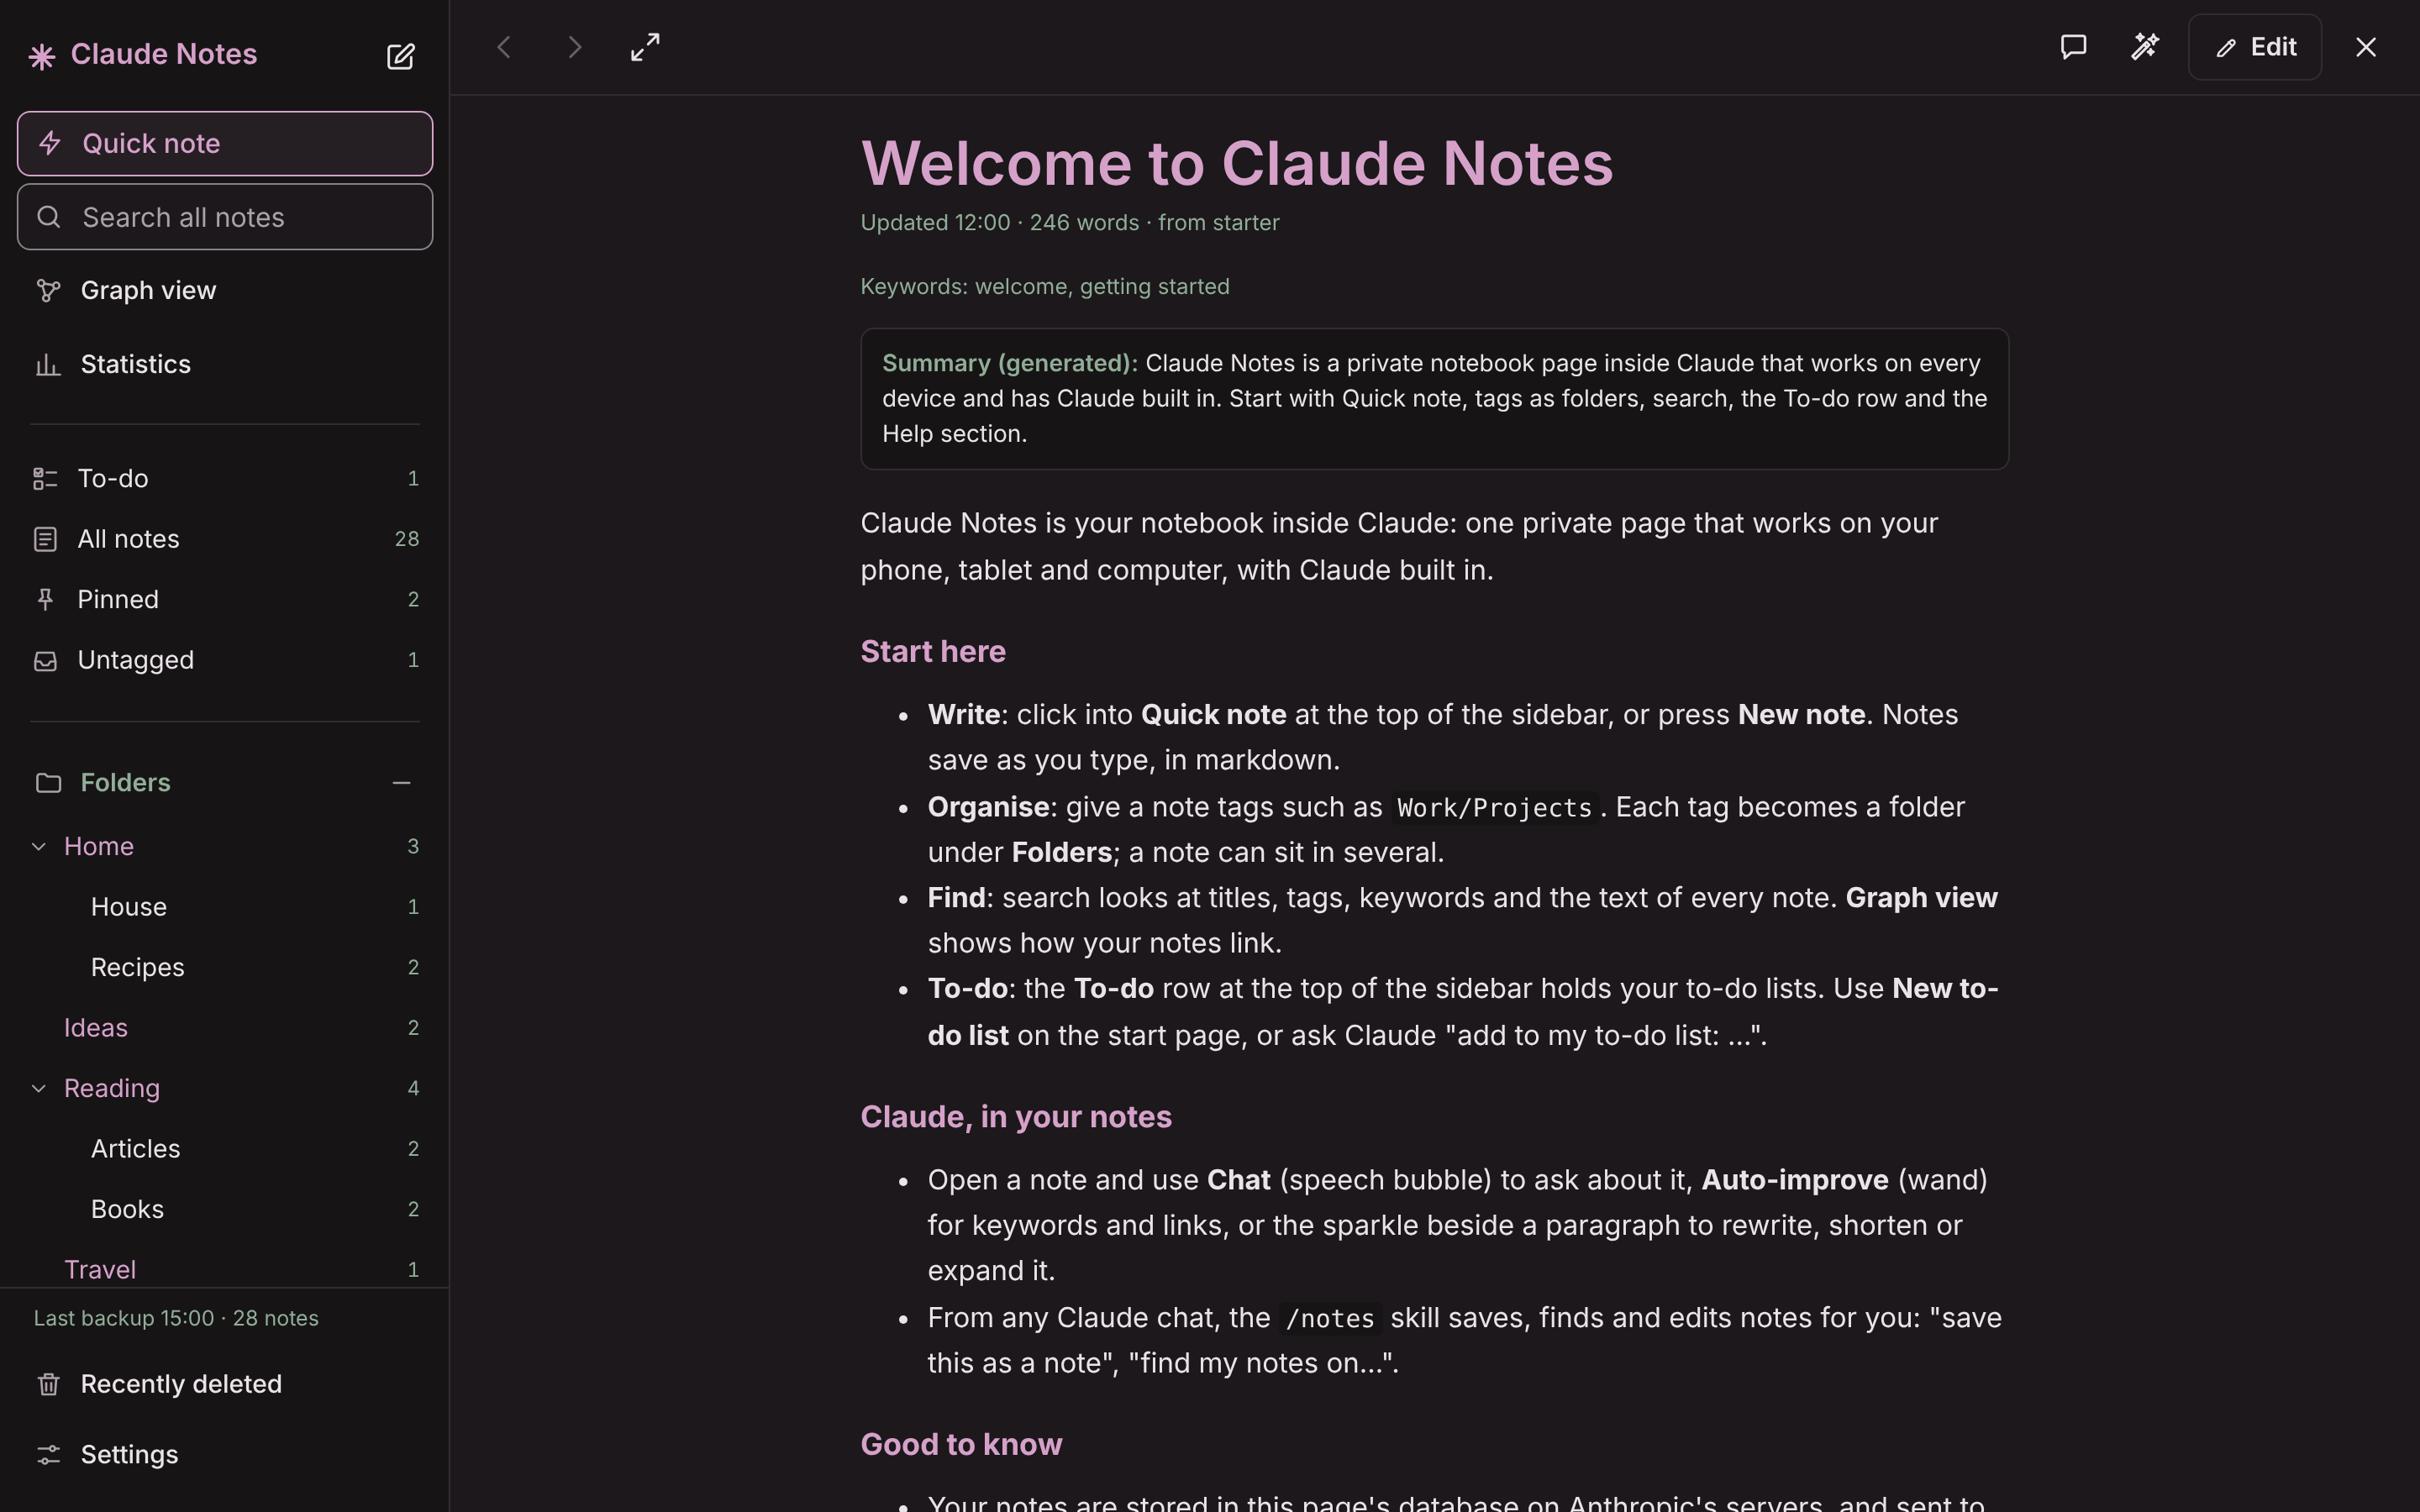 Claude Notes
Quick note
Search all notes
Graph view
Statistics
To-do 1
All notes 28
Pinned 2
Untagged 1
Folders
Home 3
House 1
Recipes 2
Ideas 2
Reading 4
Articles 2
Books 2
Travel 1
Last backup 15:00 · 28 notes
Recently deleted
Settings
Edit
Welcome to Claude Notes
Updated 12:00 · 246 words · from starter
Keywords: welcome, getting started
Summary (generated): Claude Notes is a private notebook page inside Claude that works on every
device and has Claude built in. Start with Quick note, tags as folders, search, the To-do row and the
Help section.
Claude Notes is your notebook inside Claude: one private page that works on your
phone, tablet and computer, with Claude built in.
Start here
• Write: click into Quick note at the top of the sidebar, or press New note. Notes
save as you type, in markdown.
• Organise: give a note tags such as Work/Projects. Each tag becomes a folder
under Folders; a note can sit in several.
• Find: search looks at titles, tags, keywords and the text of every note. Graph view
shows how your notes link.
• To-do: the To-do row at the top of the sidebar holds your to-do lists. Use New to-
do list on the start page, or ask Claude "add to my to-do list: ...".
Claude, in your notes
• Open a note and use Chat (speech bubble) to ask about it, Auto-improve (wand)
for keywords and links, or the sparkle beside a paragraph to rewrite, shorten or
expand it.
• From any Claude chat, the /notes skill saves, finds and edits notes for you: "save
this as a note", "find my notes on...".
Good to know
• Your notes are stored in this page's database on Anthropic's servers, and sent to